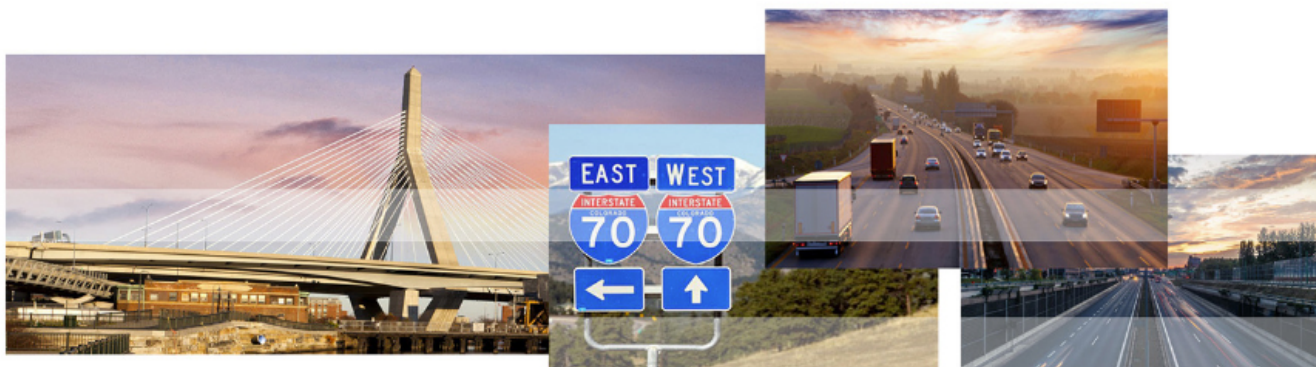 EAST WEST
INTERSTATE INTERSTATE
COLORADO COLORADO
70 70